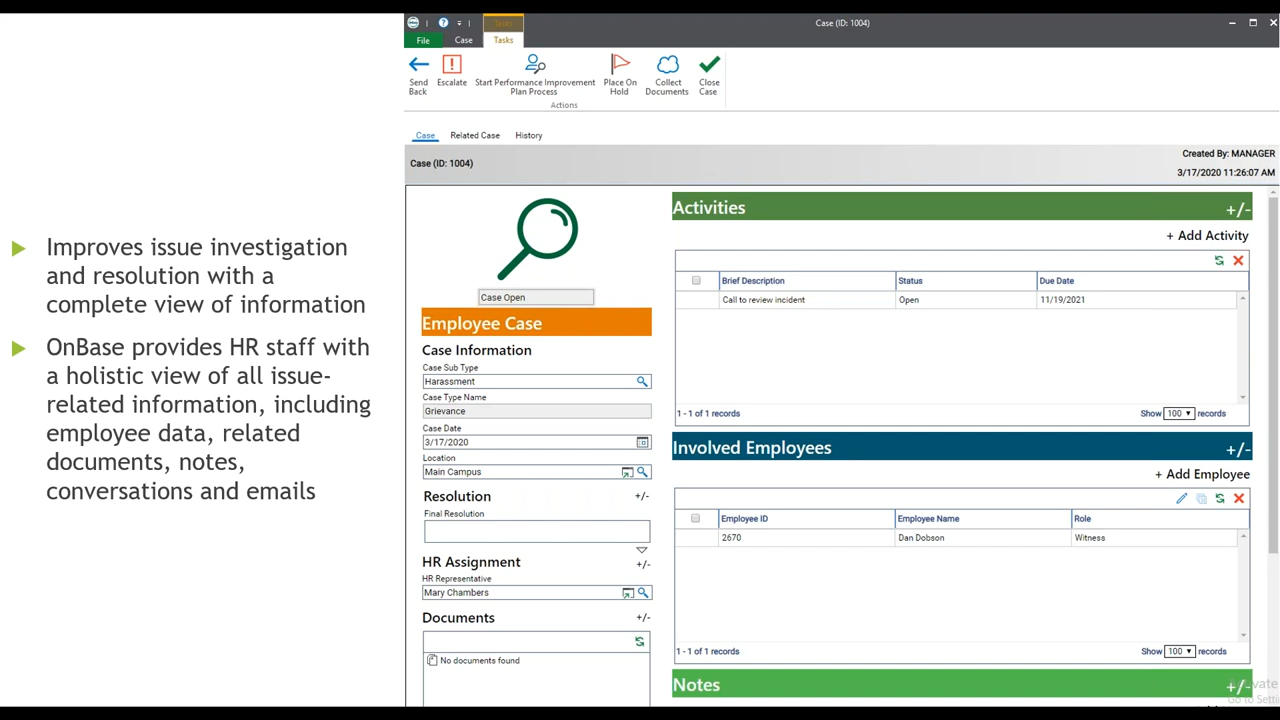 Improves issue investigation
and resolution with a
complete view of information
OnBase provides HR staff with
a holistic view of all issue-
related information, including
employee data, related
documents, notes,
conversations and emails
Tasks
Case (ID: 1004)
File
Case
Tasks
Send
Back
Escalate
Start Performance Improvement
Plan Process
Place On
Hold
Collect
Documents
Close
Case
Actions
Case
Related Case
History
Case (ID: 1004)
Created By: MANAGER
3/17/2020 11:26:07 AM
Case Open
Employee Case
Case Information
Case Sub Type
Harassment
Case Type Name
Grievance
Case Date
3/17/2020
Location
Main Campus
Resolution +/-
Final Resolution
HR Assignment +/-
HR Representative
Mary Chambers
Documents +/-
No documents found
Activities +/-
+ Add Activity
Brief Description Status Due Date
Call to review incident Open 11/19/2021
1 - 1 of 1 records Show 100 records
Involved Employees +/-
+ Add Employee
Employee ID Employee Name Role
2670 Dan Dobson Witness
1 - 1 of 1 records Show 100 records
Notes +/-